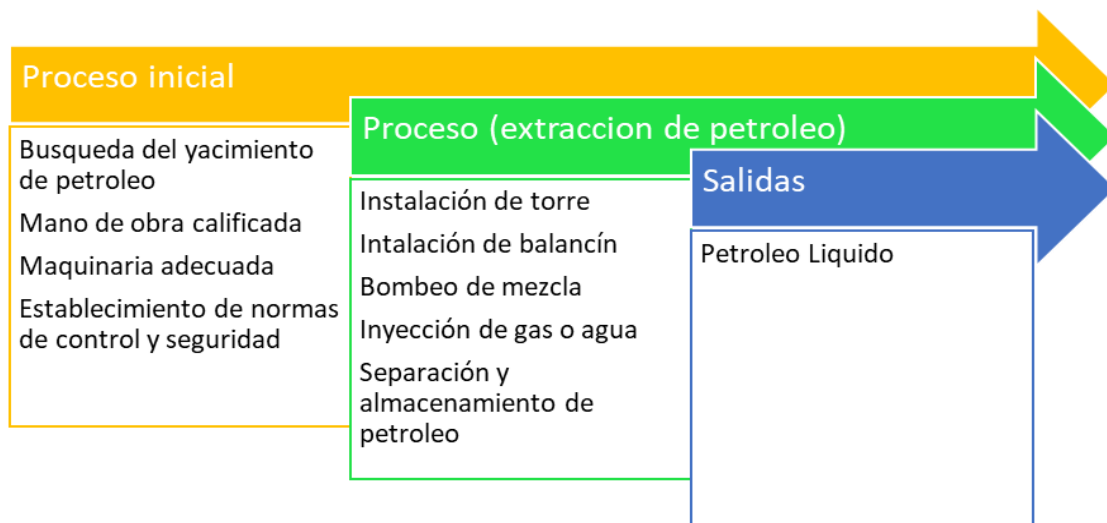 Proceso inicial
Busqueda del yacimiento
de petroleo
Mano de obra calificada
Maquinaria adecuada
Establecimiento de normas
de control y seguridad
Proceso (extraccion de petroleo)
Instalación de torre
Intalación de balancín
Bombeo de mezcla
Inyección de gas o agua
Separación y
almacenamiento de
petroleo
Salidas
Petroleo Liquido